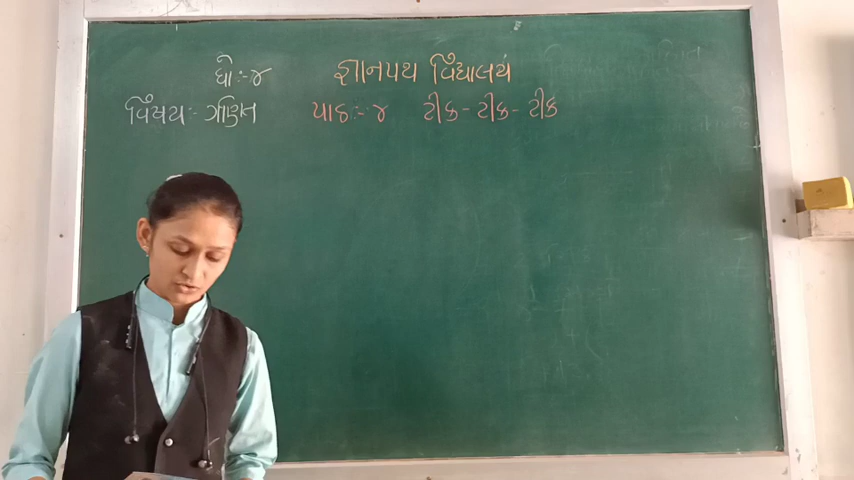 ધો:-૪ જ્ઞાનપથ વિદ્યાલય
વિષય:- ગણિત પાઠ:-૪ ટીક- ટીક- ટીક